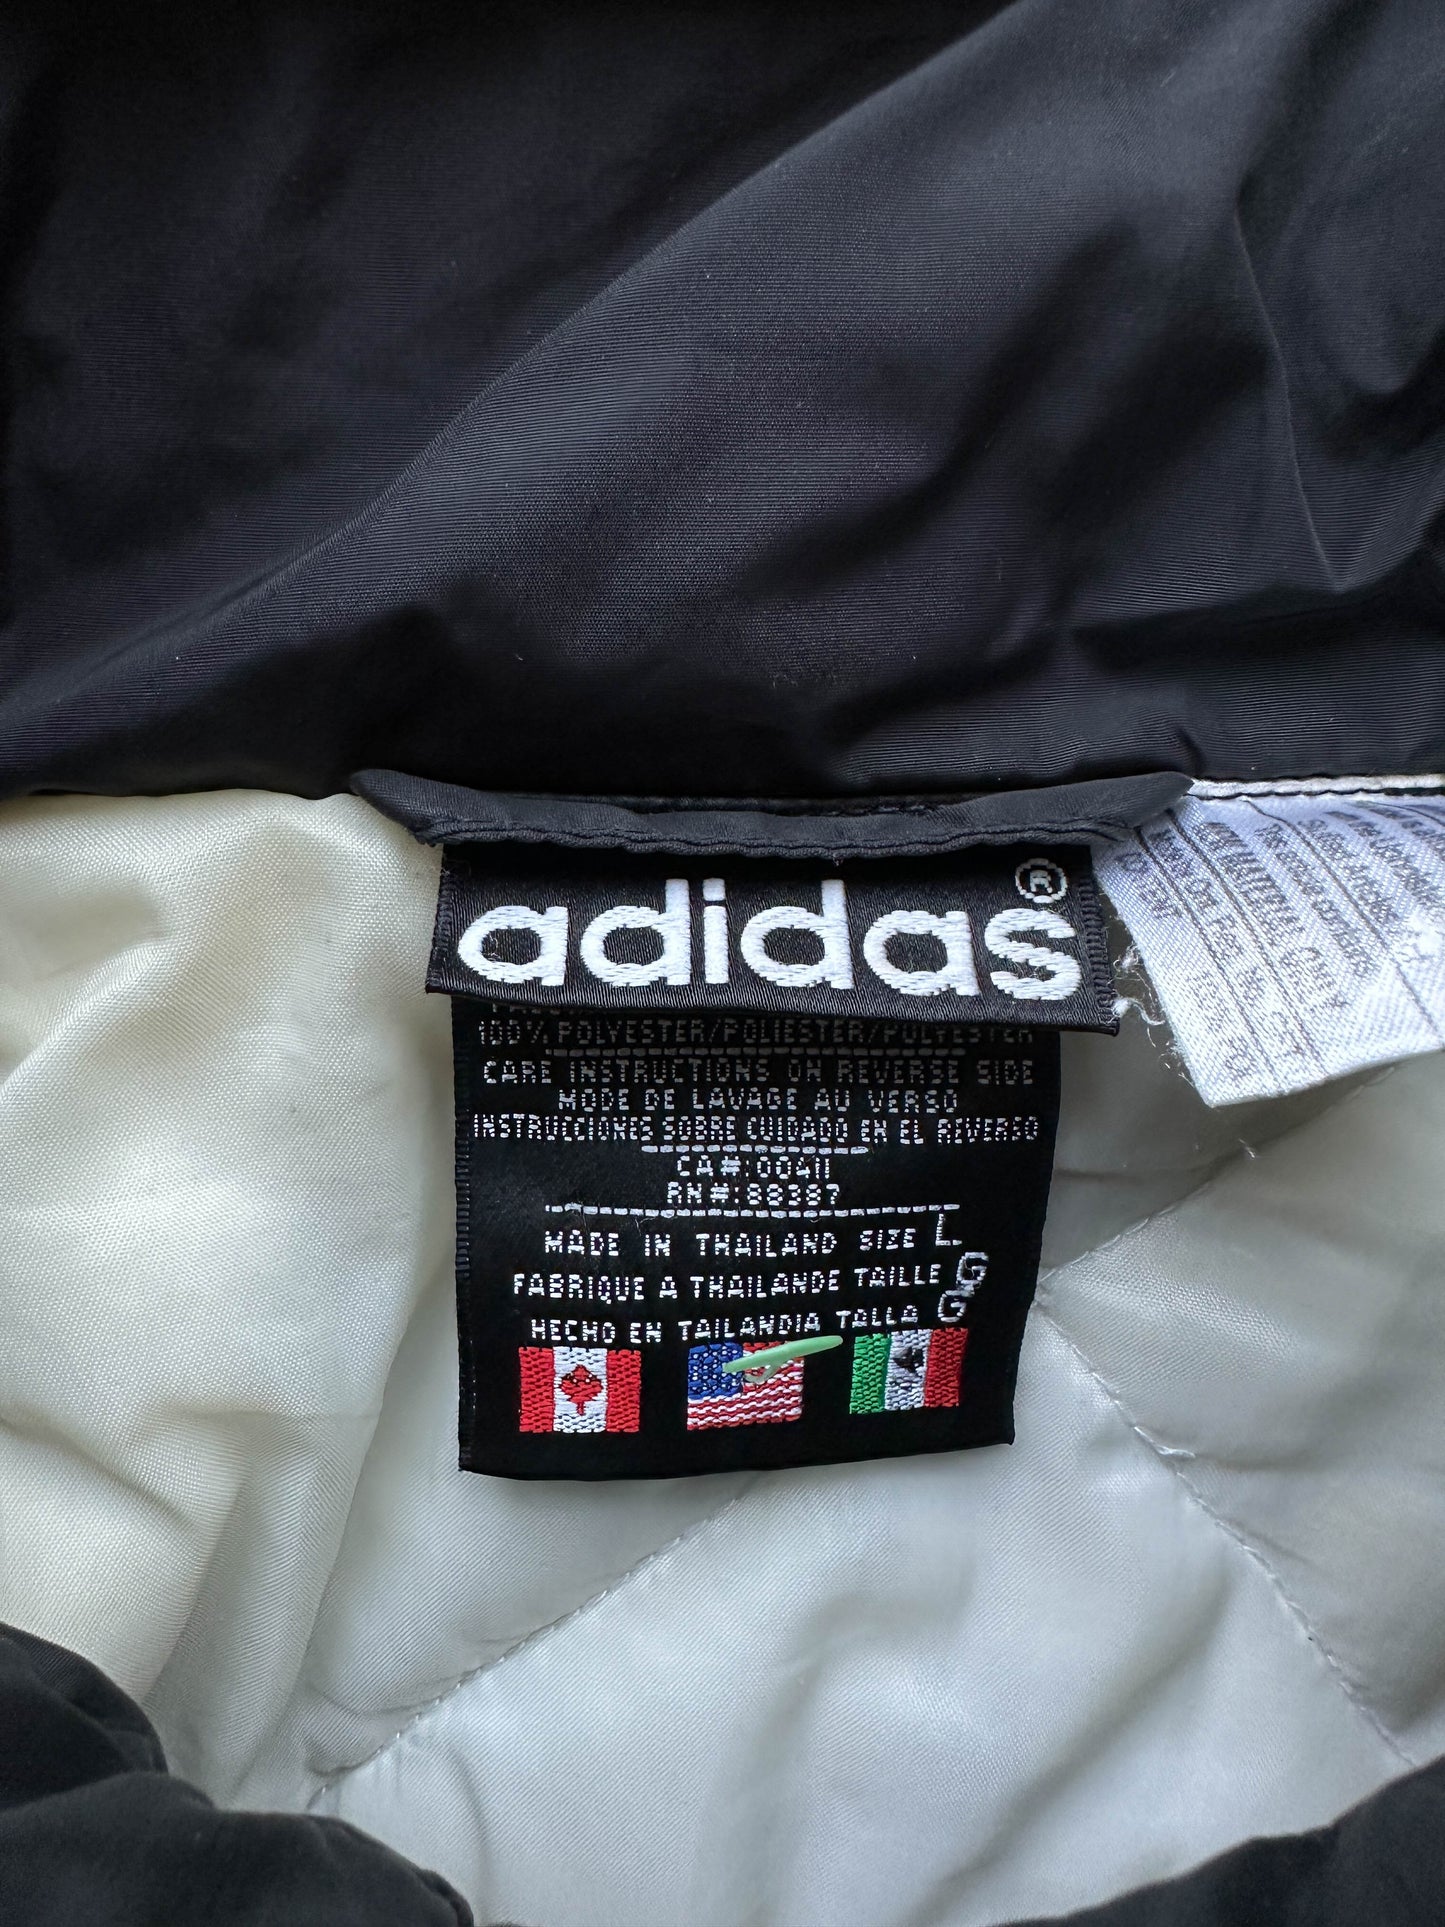 adidas®
100% POLYESTER/POLIESTER/POLYESTER
CARE INSTRUCTIONS ON REVERSE SIDE
MODE DE LAVAGE AU VERSO
INSTRUCCIONES SOBRE CUIDADO EN EL REVERSO
CA#:00411
RN#:88387
MADE IN THAILAND SIZE L.
FABRIQUE A THAILANDE TAILLE G
HECHO EN TAILANDIA TALLA G